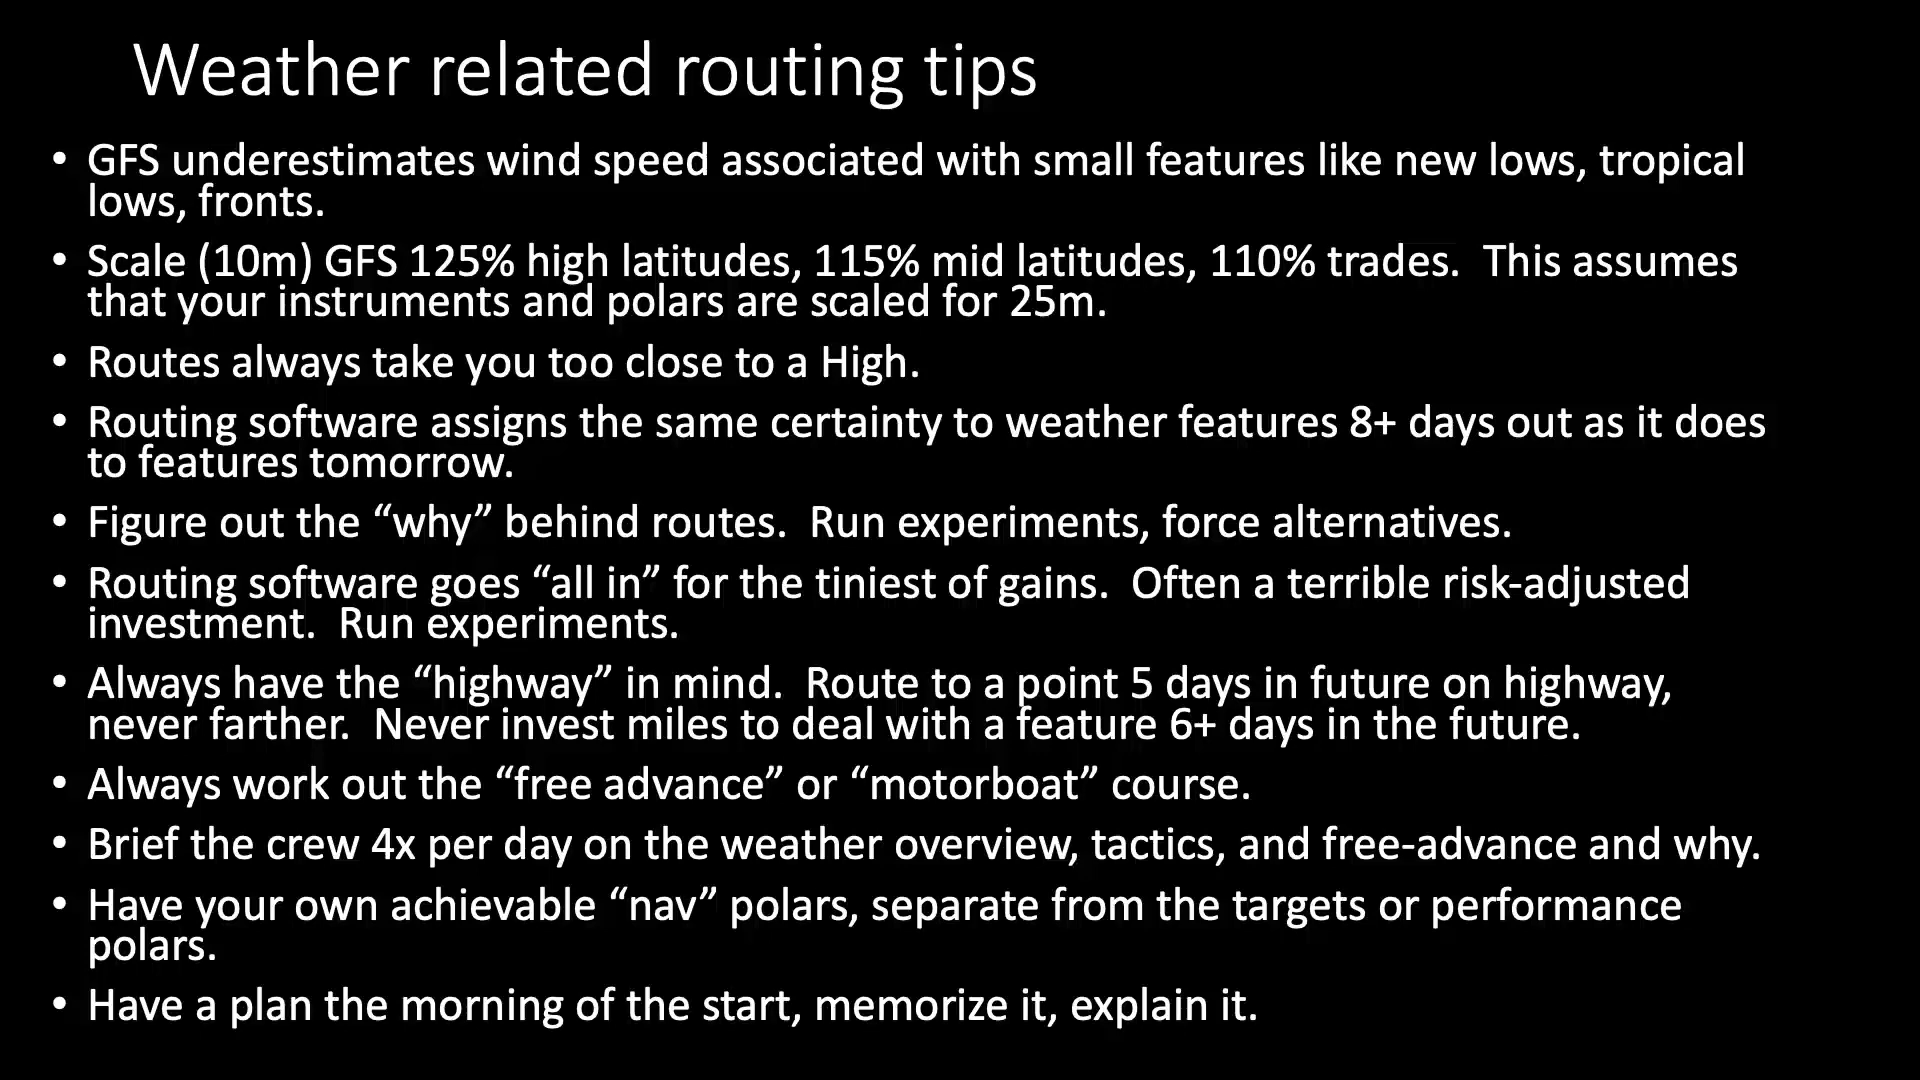 Weather related routing tips
• GFS underestimates wind speed associated with small features like new lows, tropical
lows, fronts.
• Scale (10m) GFS 125% high latitudes, 115% mid latitudes, 110% trades.  This assumes
that your instruments and polars are scaled for 25m.
• Routes always take you too close to a High.
• Routing software assigns the same certainty to weather features 8+ days out as it does
to features tomorrow.
• Figure out the “why” behind routes.  Run experiments, force alternatives.
• Routing software goes “all in” for the tiniest of gains.  Often a terrible risk-adjusted
investment.  Run experiments.
• Always have the “highway” in mind.  Route to a point 5 days in future on highway,
never farther.  Never invest miles to deal with a feature 6+ days in the future.
• Always work out the “free advance” or “motorboat” course.
• Brief the crew 4x per day on the weather overview, tactics, and free-advance and why.
• Have your own achievable “nav” polars, separate from the targets or performance
polars.
• Have a plan the morning of the start, memorize it, explain it.